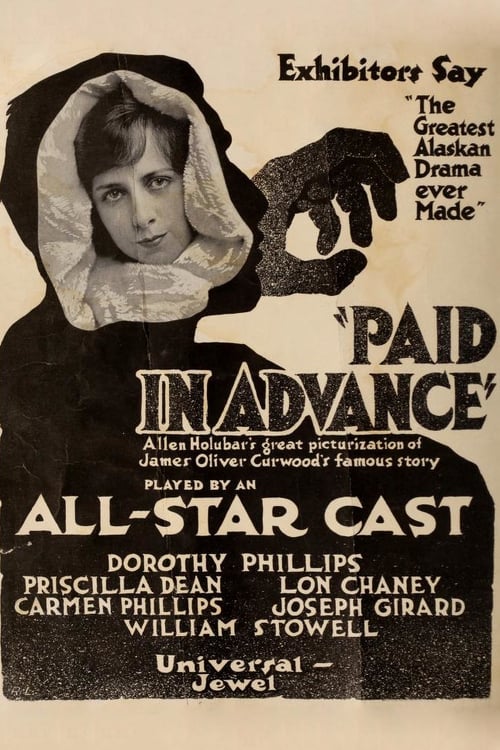 Exhibitors Say
"The
Greatest
Alaskan
Drama
ever
Made"
"PAID
IN ADVANCE"
Allen Holubar's great picturization of
James Oliver Curwood's famous story
PLAYED BY AN
ALL-STAR CAST
DOROTHY PHILLIPS
PRISCILLA DEAN LON CHANEY
CARMEN PHILLIPS JOSEPH GIRARD
WILLIAM STOWELL
Universal –
Jewel